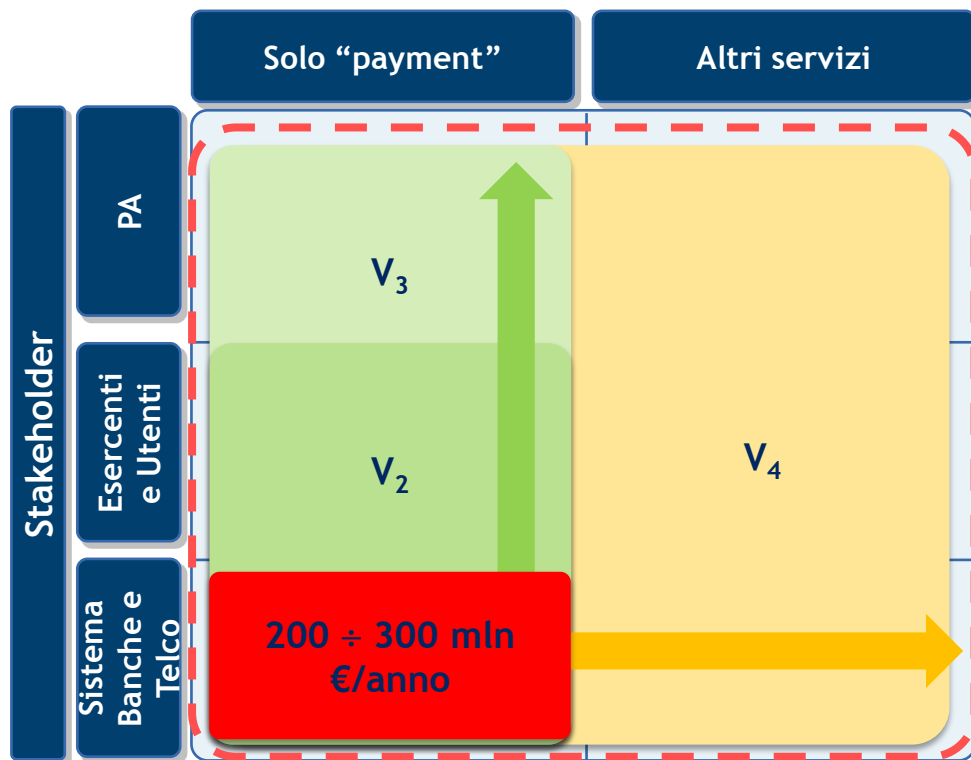 Solo “payment”
Altri servizi
Stakeholder
PA
V3
Esercenti
e Utenti
V2
V4
Sistema
Banche e
Telco
200 ÷ 300 mln
€/anno